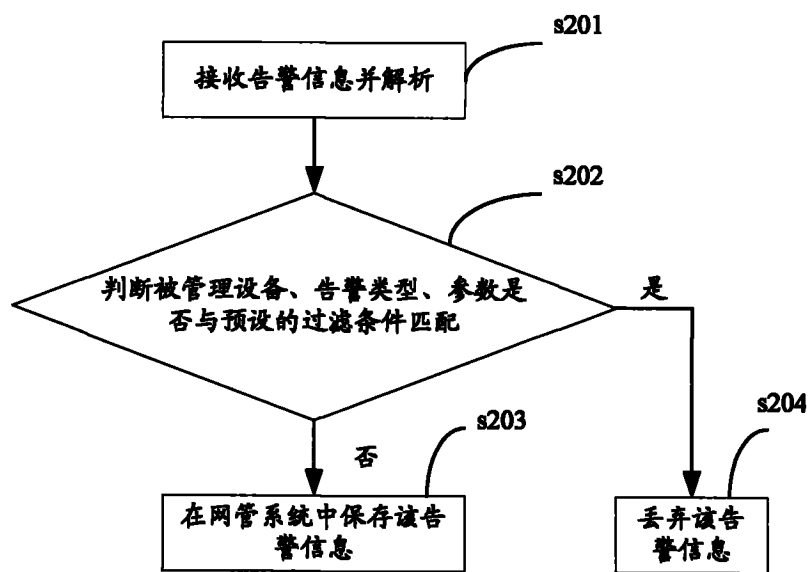 s201
接收告警信息并解析
s202
判断被管理设备、告警类型、参数是
否与预设的过滤条件匹配
是
s203
s204
否
在网管系统中保存该告
警信息
丢弃该告
警信息